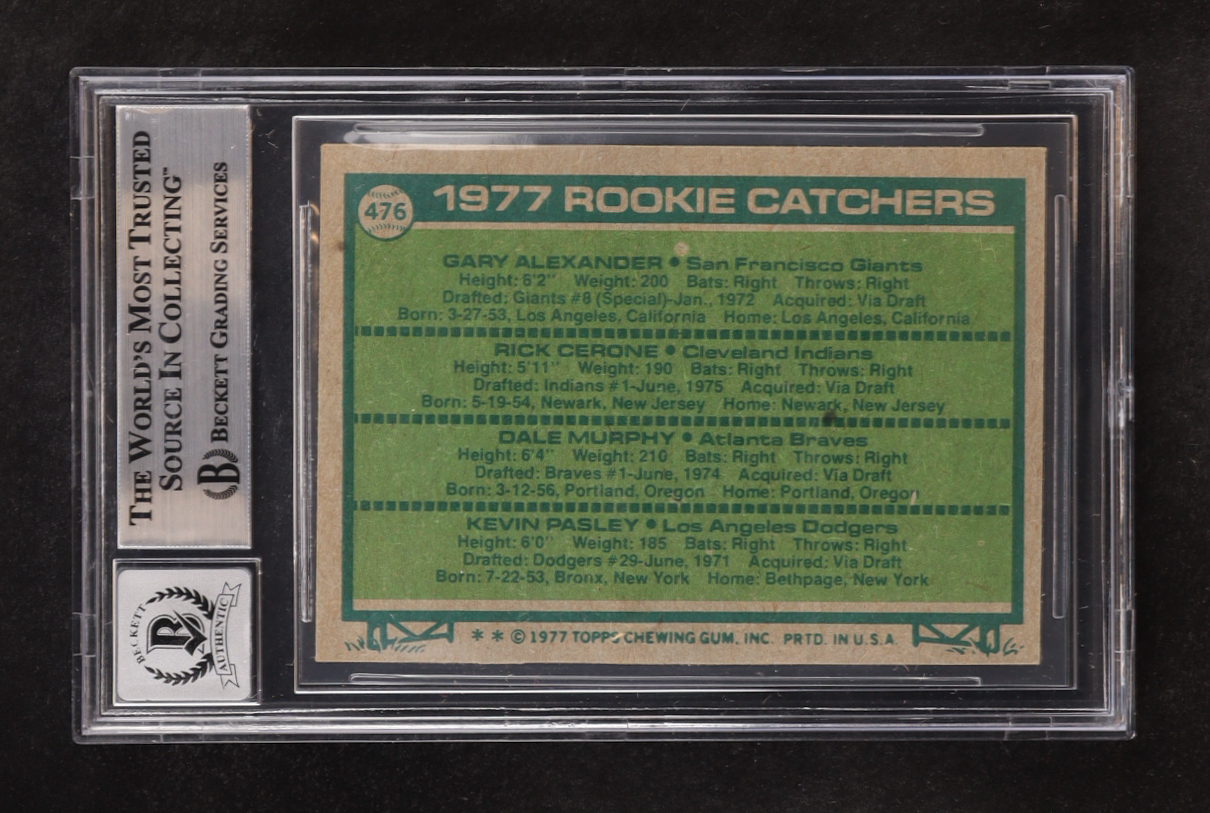 THE WORLD'S MOST TRUSTED
SOURCE IN COLLECTING™
B BECKETT GRADING SERVICES
BECKETT
B
AUTHENTIC
476
1977 ROOKIE CATCHERS
GARY ALEXANDER • San Francisco Giants
Height: 6'2" Weight: 200 Bats: Right Throws: Right
Drafted: Giants #8 (Special)-Jan., 1972 Acquired: Via Draft
Born: 3-27-53, Los Angeles, California Home: Los Angeles, California
RICK CERONE • Cleveland Indians
Height: 5'11" Weight: 190 Bats: Right Throws: Right
Drafted: Indians #1-June, 1975 Acquired: Via Draft
Born: 5-19-54, Newark, New Jersey Home: Newark, New Jersey
DALE MURPHY • Atlanta Braves
Height: 6'4" Weight: 210 Bats: Right Throws: Right
Drafted: Braves #1-June, 1974 Acquired: Via Draft
Born: 3-12-56, Portland, Oregon Home: Portland, Oregon
KEVIN PASLEY • Los Angeles Dodgers
Height: 6'0" Weight: 185 Bats: Right Throws: Right
Drafted: Dodgers #29-June, 1971 Acquired: Via Draft
Born: 7-22-53, Bronx, New York Home: Bethpage, New York
* * © 1977 TOPPS CHEWING GUM, INC. PRTD. IN U.S.A.